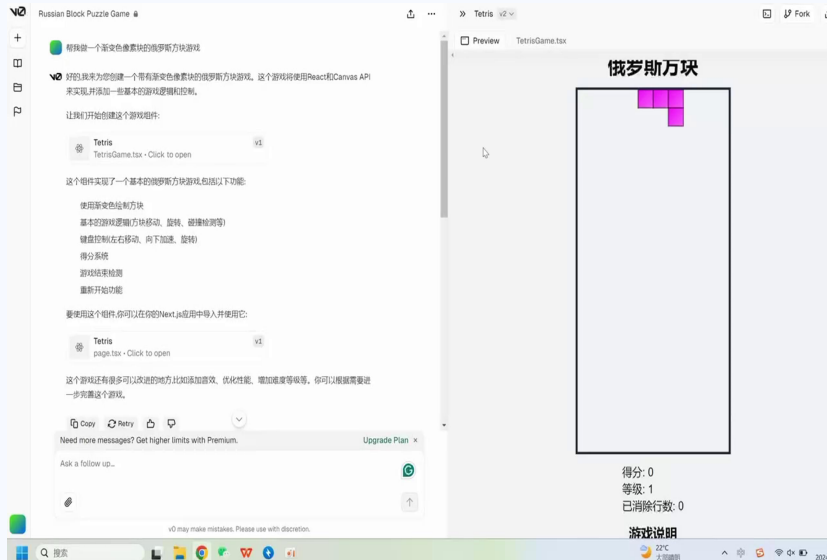 v0 Russian Block Puzzle Game
帮我做一个渐变色像素块的俄罗斯方块游戏
v0 好的,我来为您创建一个带有渐变色像素块的俄罗斯方块游戏。这个游戏将使用React和Canvas API
来实现,并添加一些基本的游戏逻辑和控制。
让我们开始创建这个游戏组件:
Tetris v1
TetrisGame.tsx • Click to open
这个组件实现了一个基本的俄罗斯方块游戏,包括以下功能:
使用渐变色绘制方块
基本的游戏逻辑(方块移动、旋转、碰撞检测等)
键盘控制(左右移动、向下加速、旋转)
得分系统
游戏结束检测
重新开始功能
要使用这个组件,你可以在你的Next.js应用中导入并使用它:
Tetris v1
page.tsx • Click to open
这个游戏还有很多可以改进的地方,比如添加音效、优化性能、增加难度等级等。你可以根据需要进
一步完善这个游戏。
Copy Retry
Need more messages? Get higher limits with Premium. Upgrade Plan ×
Ask a follow up...
v0 may make mistakes. Please use with discretion.
Tetris v2 Fork
Preview TetrisGame.tsx
俄罗斯方块
得分: 0
等级: 1
已消除行数: 0
游戏说明
搜索
22°C
中